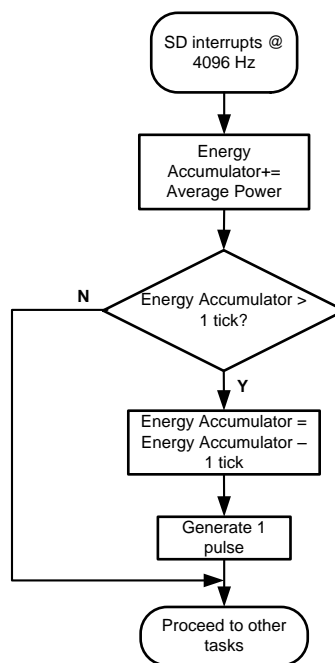 SD interrupts @
4096 Hz
Energy
Accumulator+=
Average Power
N
Energy Accumulator >
1 tick?
Y
Energy Accumulator =
Energy Accumulator –
1 tick
Generate 1
pulse
Proceed to other
tasks